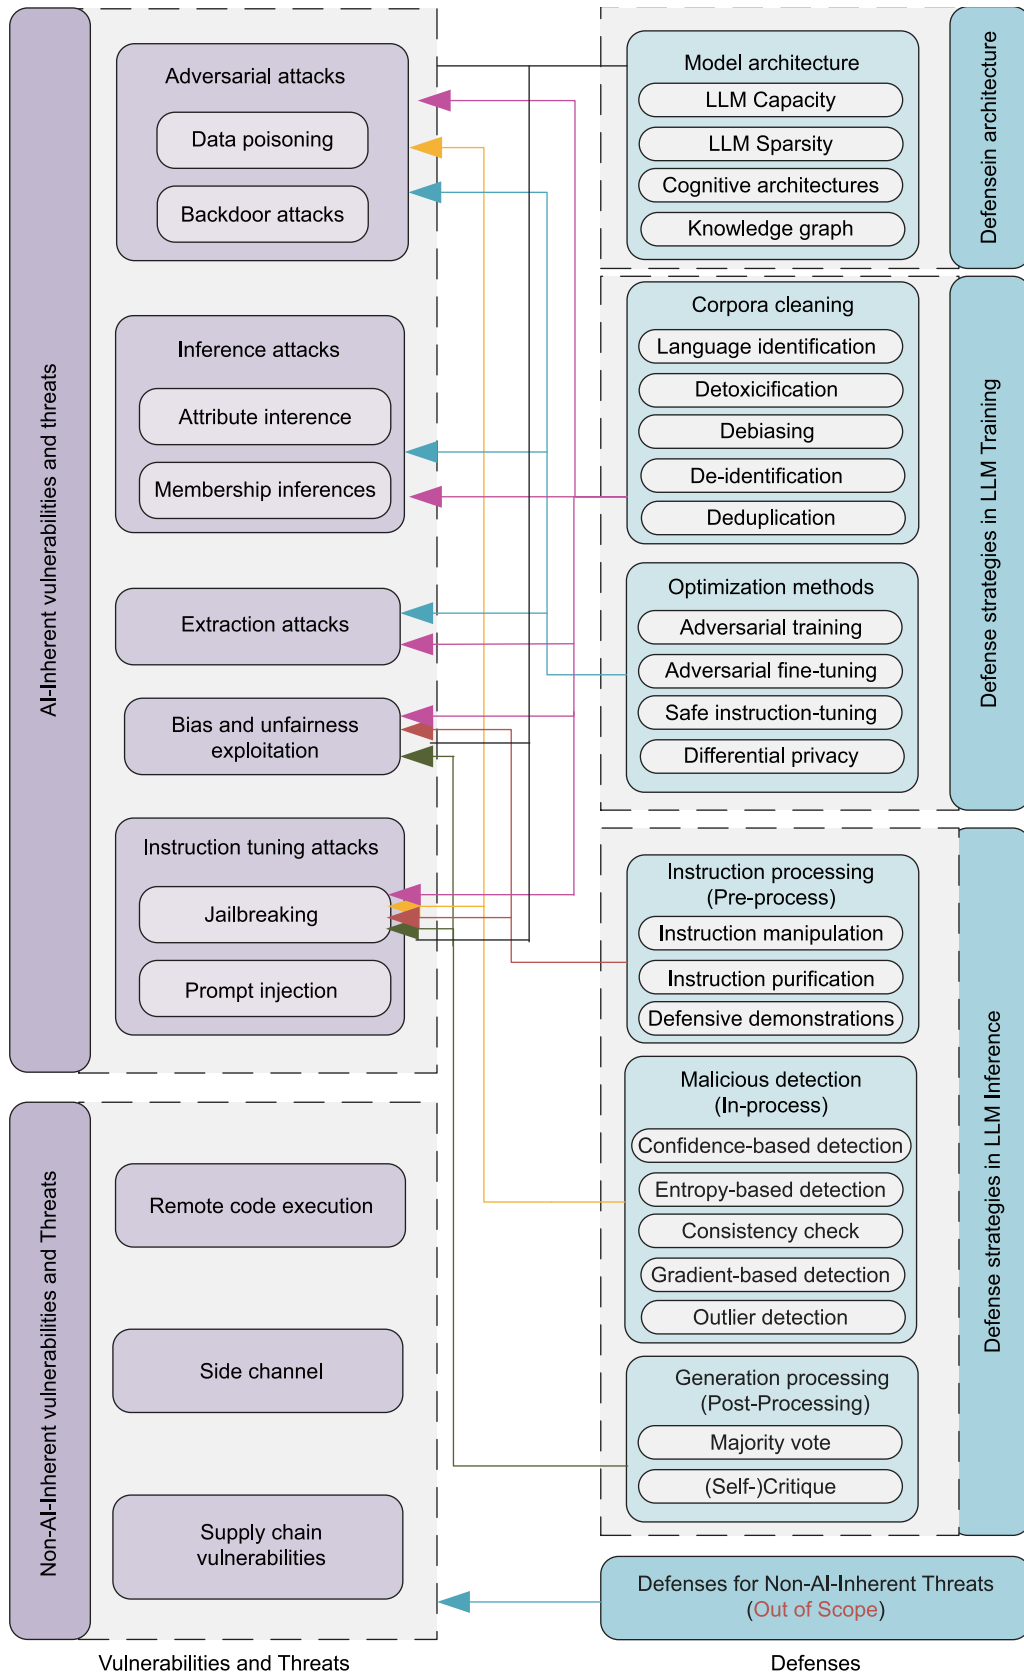 AI-Inherent vulnerabilities and threats
Adversarial attacks
Data poisoning
Backdoor attacks
Inference attacks
Attribute inference
Membership inferences
Extraction attacks
Bias and unfairness
exploitation
Instruction tuning attacks
Jailbreaking
Prompt injection
Non-AI-Inherent vulnerabilities and Threats
Remote code execution
Side channel
Supply chain
vulnerabilities
Vulnerabilities and Threats
Model architecture
LLM Capacity
LLM Sparsity
Cognitive architectures
Knowledge graph
Defensein architecture
Corpora cleaning
Language identification
Detoxicification
Debiasing
De-identification
Deduplication
Optimization methods
Adversarial training
Adversarial fine-tuning
Safe instruction-tuning
Differential privacy
Defense strategies in LLM Training
Instruction processing
(Pre-process)
Instruction manipulation
Instruction purification
Defensive demonstrations
Malicious detection
(In-process)
Confidence-based detection
Entropy-based detection
Consistency check
Gradient-based detection
Outlier detection
Generation processing
(Post-Processing)
Majority vote
(Self-)Critique
Defense strategies in LLM Inference
Defenses for Non-AI-Inherent Threats
(Out of Scope)
Defenses